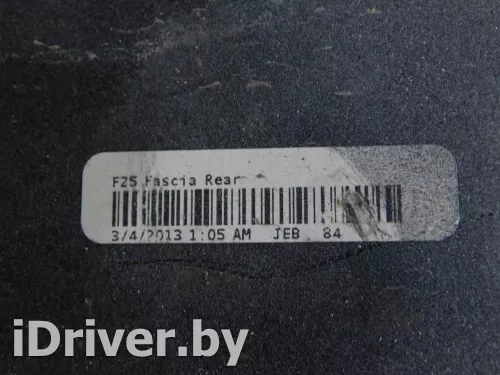 F25 Fascia Rear
3/4/2013 1:05 AM JEB 84
iDriver.by